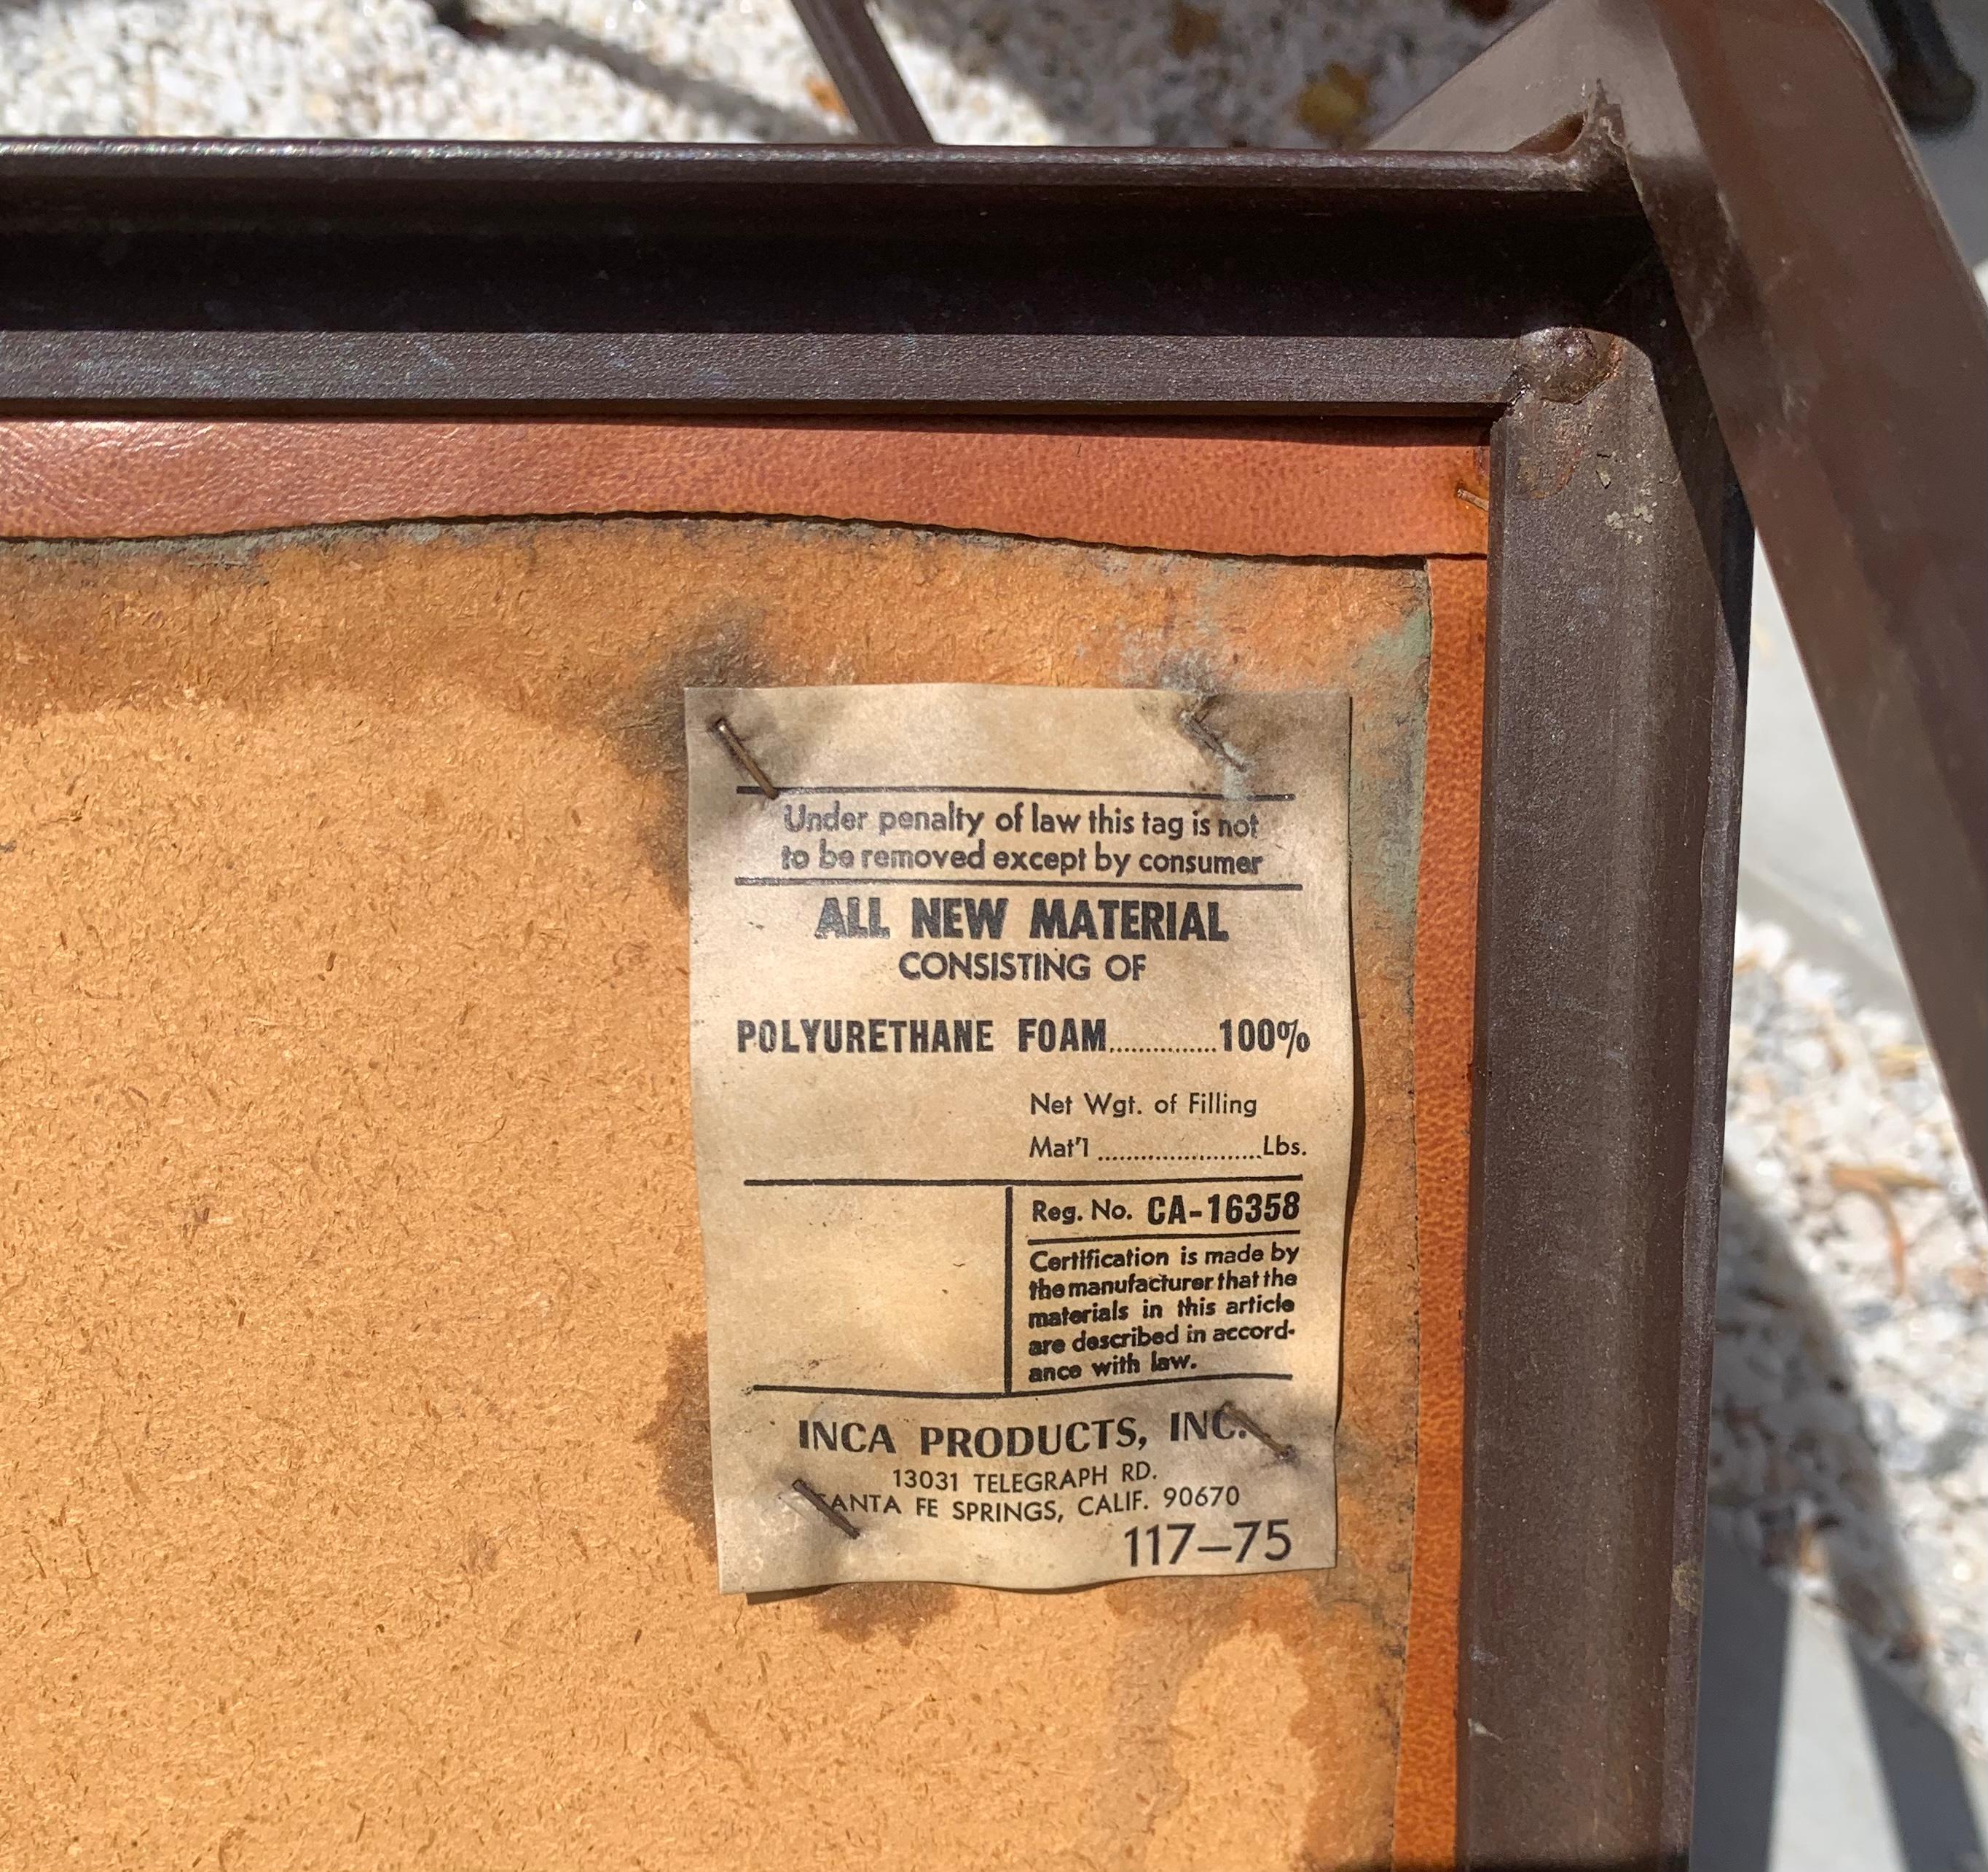 Under penalty of law this tag is not
to be removed except by consumer
ALL NEW MATERIAL
CONSISTING OF
POLYURETHANE FOAM...............100%
Net Wgt. of Filling
Mat'l .......................Lbs.
Reg. No. CA-16358
Certification is made by
the manufacturer that the
materials in this article
are described in accord-
ance with law.
INCA PRODUCTS, INC.
13031 TELEGRAPH RD.
SANTA FE SPRINGS, CALIF. 90670
117-75